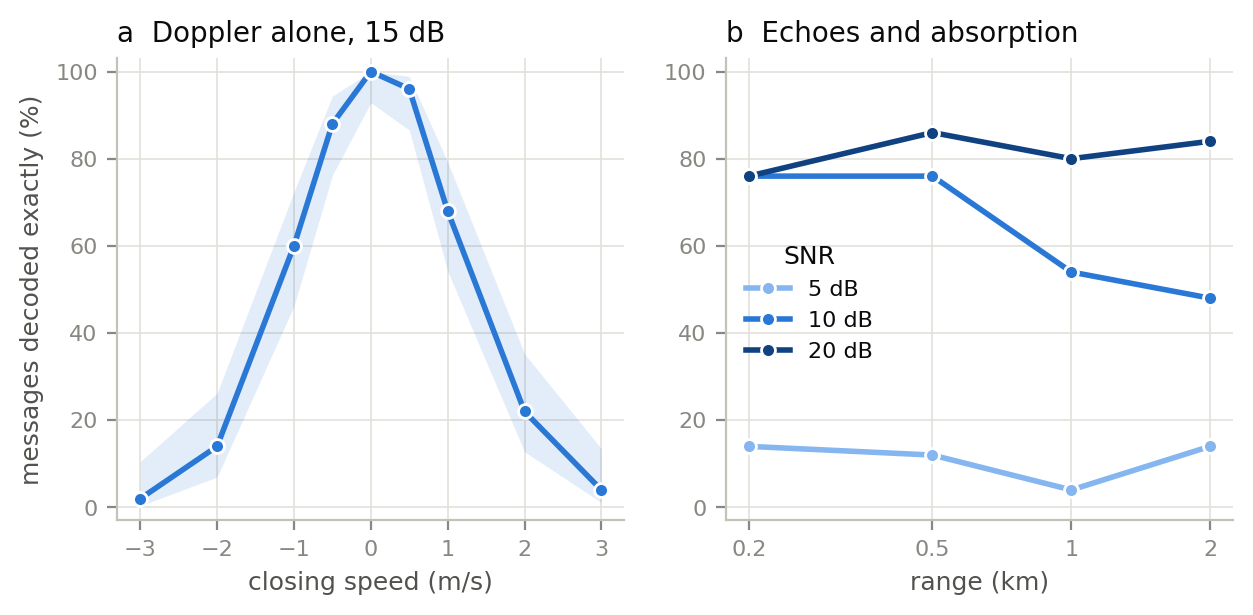 a  Doppler alone, 15 dB
messages decoded exactly (%)
100
80
60
40
20
0
−3 −2 −1 0 1 2 3
closing speed (m/s)
b  Echoes and absorption
100
80
60
40
20
0
SNR
5 dB
10 dB
20 dB
0.2 0.5 1 2
range (km)